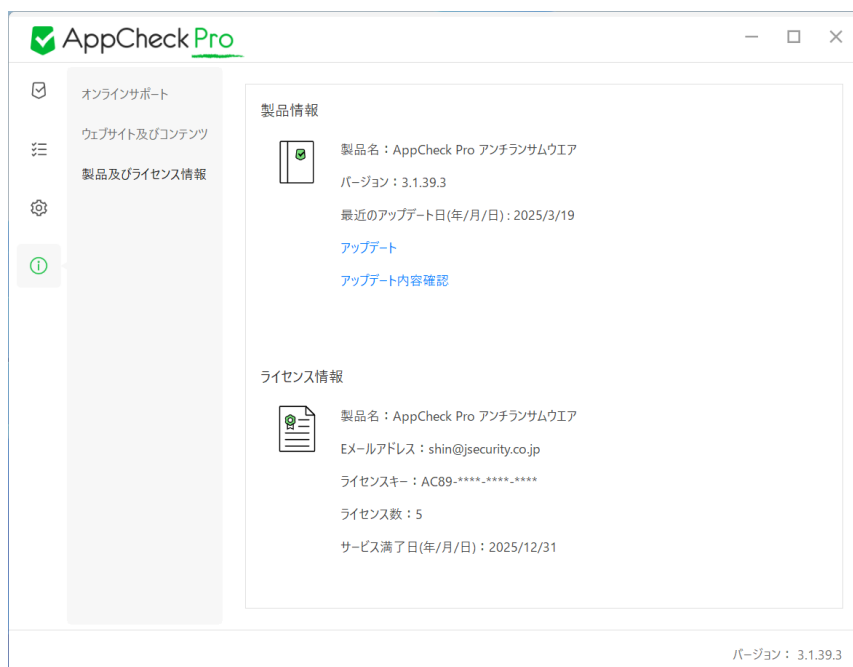 AppCheck Pro
オンラインサポート
ウェブサイト及びコンテンツ
製品及びライセンス情報
製品情報
製品名：AppCheck Pro アンチランサムウエア
バージョン：3.1.39.3
最近のアップデート日(年/月/日) : 2025/3/19
アップデート
アップデート内容確認
ライセンス情報
製品名：AppCheck Pro アンチランサムウエア
Eメールアドレス：shin@jsecurity.co.jp
ライセンスキー：AC89-****-****-****
ライセンス数：5
サービス満了日(年/月/日)：2025/12/31
バージョン： 3.1.39.3